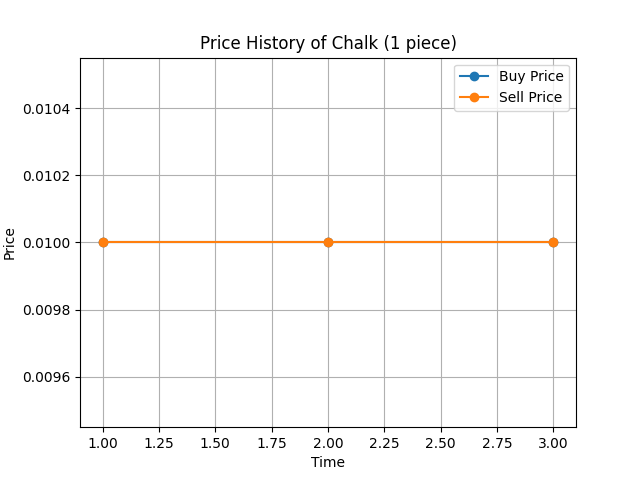 Price History of Chalk (1 piece)
Buy Price
Sell Price
0.0104
0.0102
0.0100
0.0098
0.0096
Price
1.00 1.25 1.50 1.75 2.00 2.25 2.50 2.75 3.00
Time